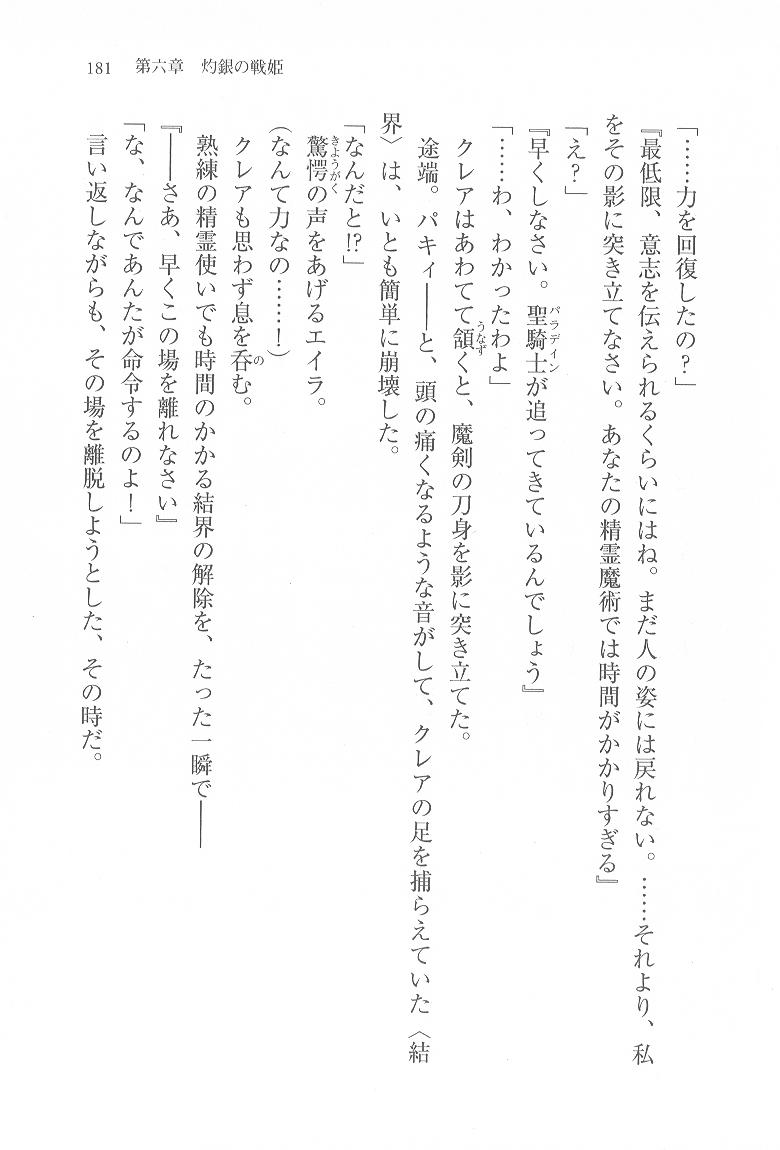 181　第六章　灼銀の戦姫
「……力を回復したの？」
『最低限、意志を伝えられるくらいにはね。まだ人の姿には戻れない。……それより、私
をその影に突き立てなさい。あなたの精霊魔術では時間がかかりすぎる』
「え？」
『早くしなさい。聖騎士が追ってきているんでしょう』
パラディン
「……わ、わかったわよ」
クレアはあわてて頷くと、魔剣の刀身を影に突き立てた。
うなず
途端。パキィ――と、頭の痛くなるような音がして、クレアの足を捕らえていた〈結
界〉は、いとも簡単に崩壊した。
「なんだと!?」
驚愕の声をあげるエイラ。
きようがく
（なんて力なの……！）
クレアも思わず息を呑む。
の
熟練の精霊使いでも時間のかかる結界の解除を、たった一瞬で――
『――さあ、早くこの場を離れなさい』
「な、なんであんたが命令するのよ！」
言い返しながらも、その場を離脱しようとした、その時だ。